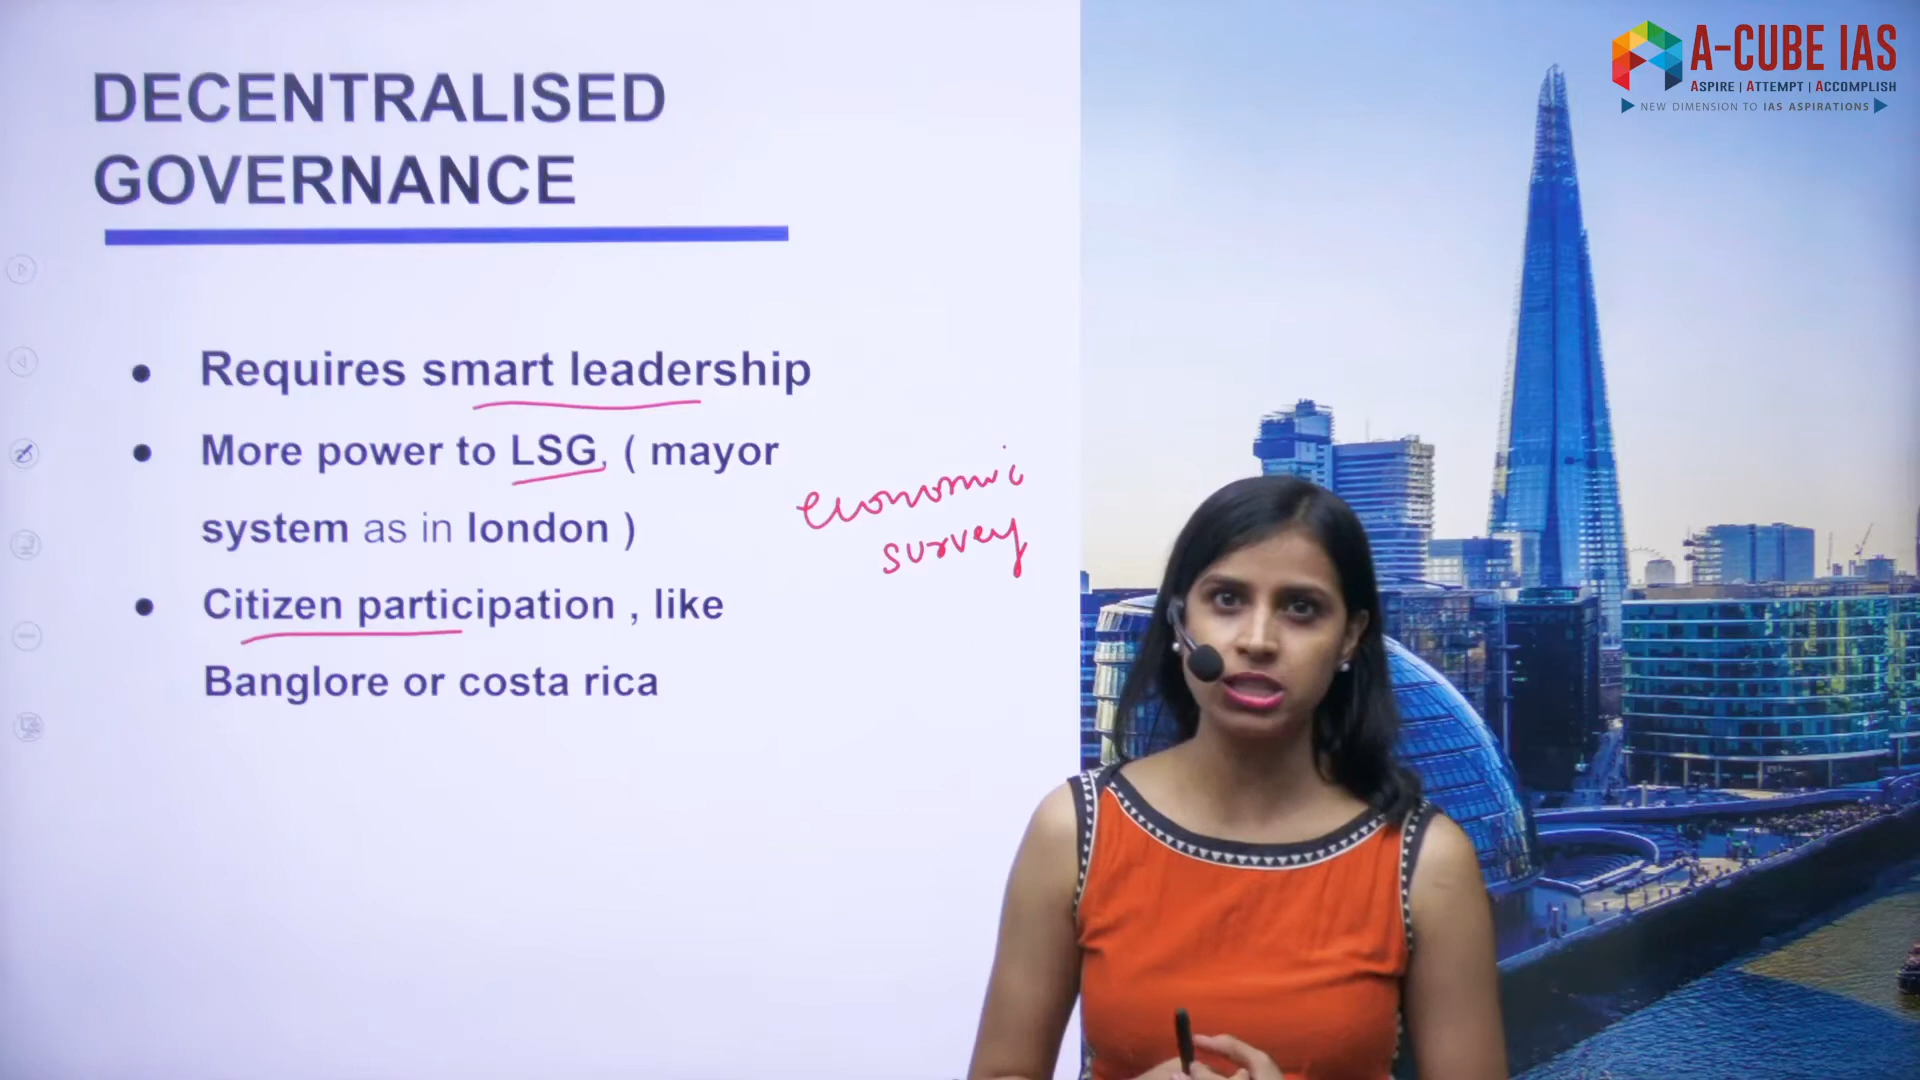 DECENTRALISED
GOVERNANCE
● Requires smart leadership
● More power to LSG, ( mayor
system as in london )
● Citizen participation , like
Banglore or costa rica
economic
survey
A-CUBE IAS
ASPIRE | ATTEMPT | ACCOMPLISH
NEW DIMENSION TO IAS ASPIRATIONS